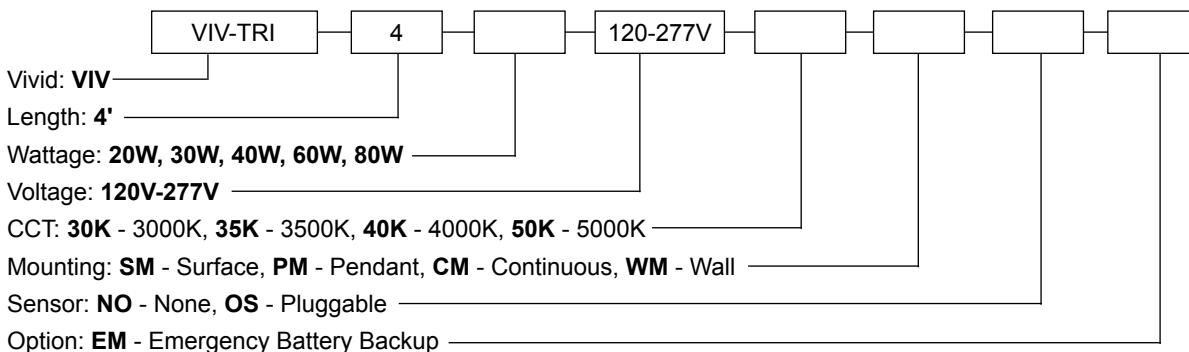 VIV-TRI 4 120-277V
Vivid: VIV
Length: 4'
Wattage: 20W, 30W, 40W, 60W, 80W
Voltage: 120V-277V
CCT: 30K - 3000K, 35K - 3500K, 40K - 4000K, 50K - 5000K
Mounting: SM - Surface, PM - Pendant, CM - Continuous, WM - Wall
Sensor: NO - None, OS - Pluggable
Option: EM - Emergency Battery Backup